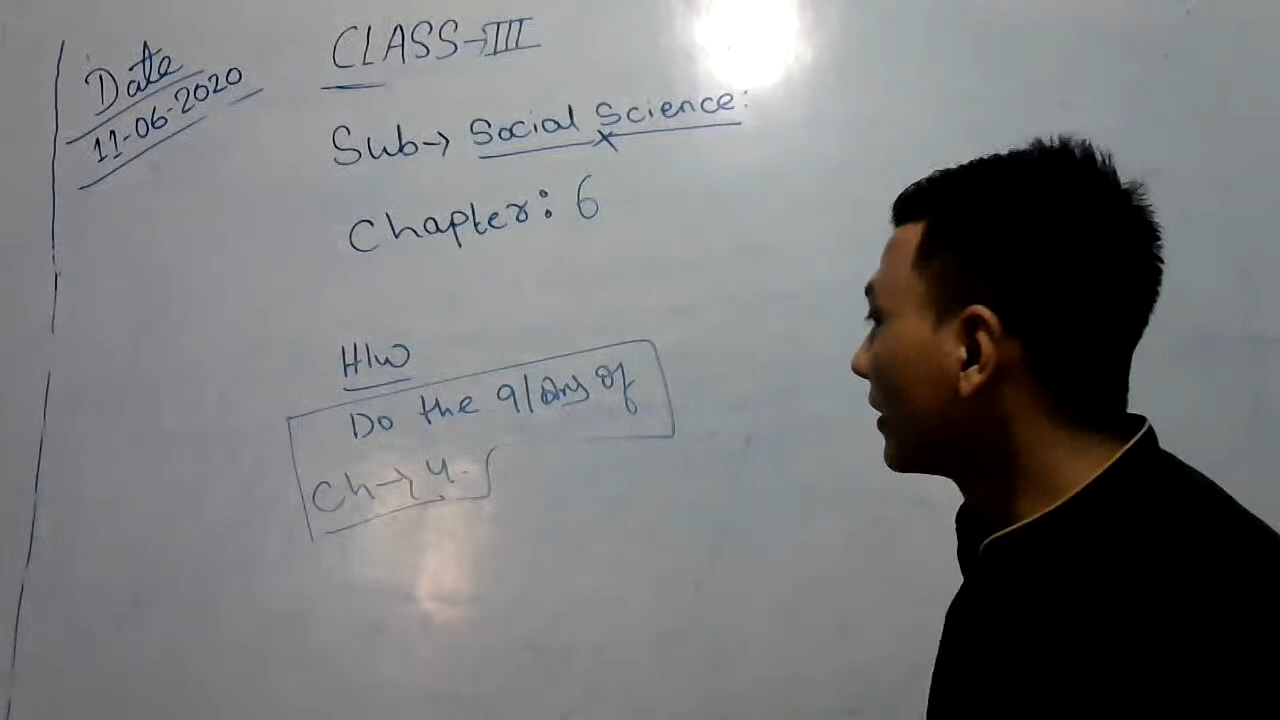 Date
11-06-2020
CLASS→III
Sub→ Social Science:
Chapter: 6
H/W
Do the q/Ans of
Ch→ 4.